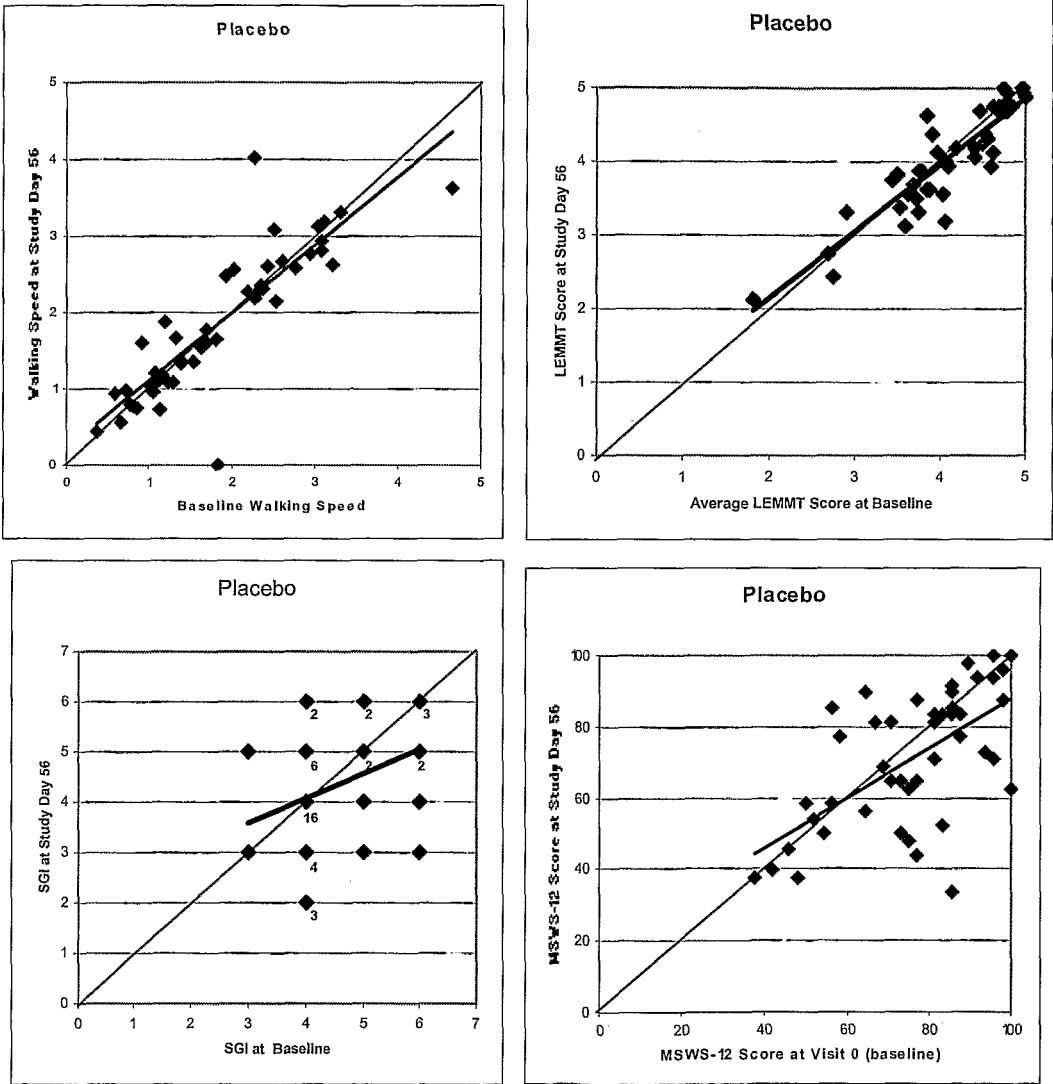 Placebo
Walking Speed at Study Day 56
5
4
3
2
1
0
0 1 2 3 4 5
Baseline Walking Speed
Placebo
LEMMT Score at Study Day 56
5
4
3
2
1
0
0 1 2 3 4 5
Average LEMMT Score at Baseline
Placebo
SGI at Study Day 56
7
6
5
4
3
2
1
0
2 2 3
6 2 2
16
4
3
0 1 2 3 4 5 6 7
SGI at Baseline
Placebo
MSWS-12 Score at Study Day 56
100
80
60
40
20
0
0 20 40 60 80 100
MSWS-12 Score at Visit 0 (baseline)